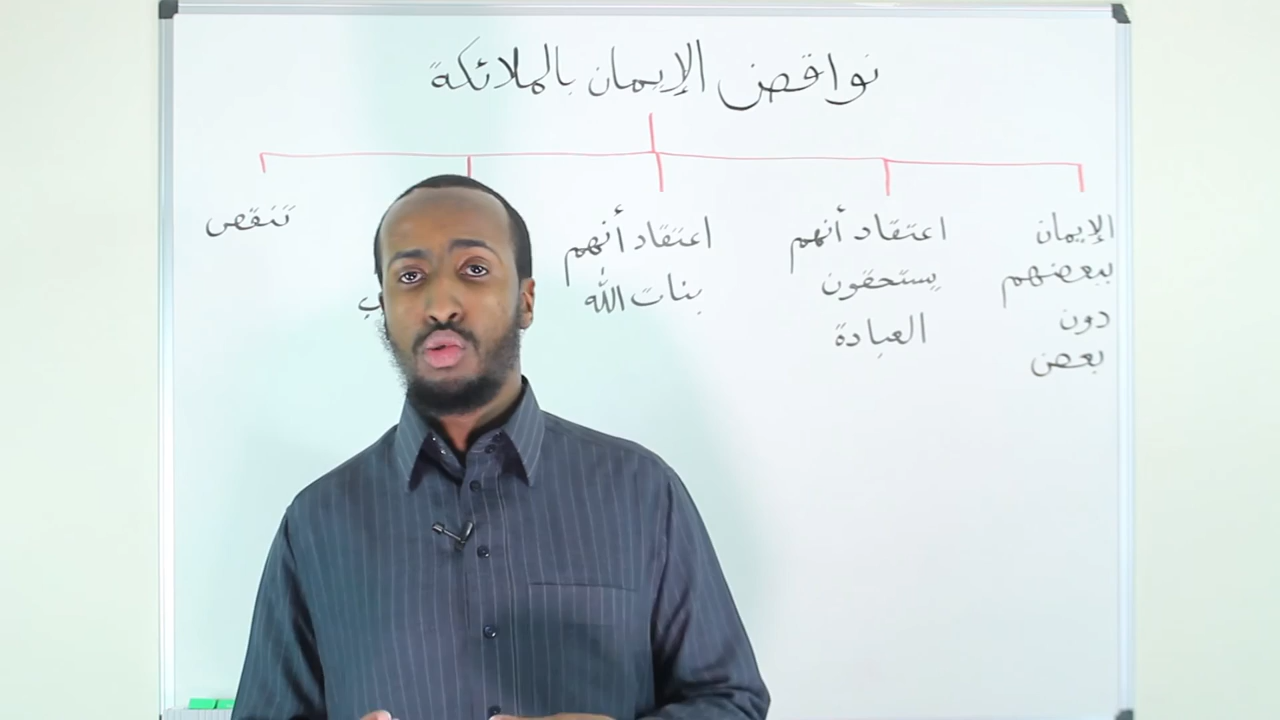 نواقض الإيمان بالملائكة
الإيمان
ببعضهم
دون
بعض
اعتقاد أنهم
يستحقون
العبادة
اعتقاد أنهم
بنات الله
تنقص